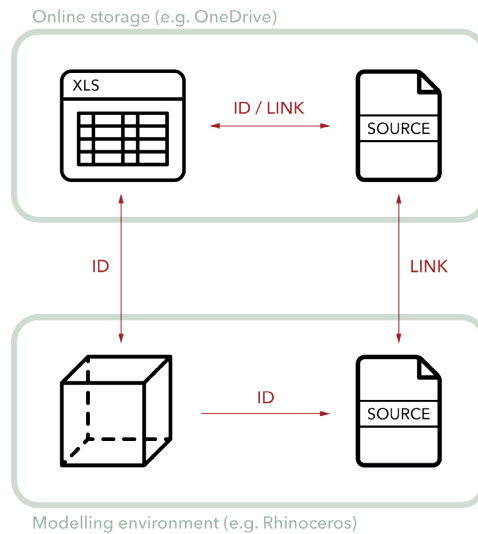 Online storage (e.g. OneDrive)
XLS
ID / LINK
SOURCE
ID
LINK
ID
SOURCE
Modelling environment (e.g. Rhinoceros)